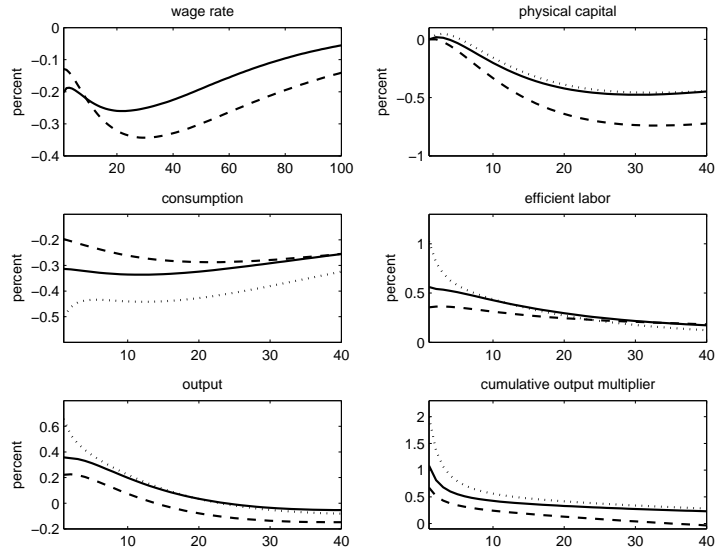 wage rate
physical capital
percent
0
−0.1
−0.2
−0.3
−0.4
20 40 60 80 100
percent
0
−0.5
−1
10 20 30 40
consumption
efficient labor
percent
−0.2
−0.3
−0.4
−0.5
10 20 30 40
percent
1
0.5
0
10 20 30 40
output
cumulative output multiplier
percent
0.6
0.4
0.2
0
−0.2
10 20 30 40
percent
2
1.5
1
0.5
0
10 20 30 40